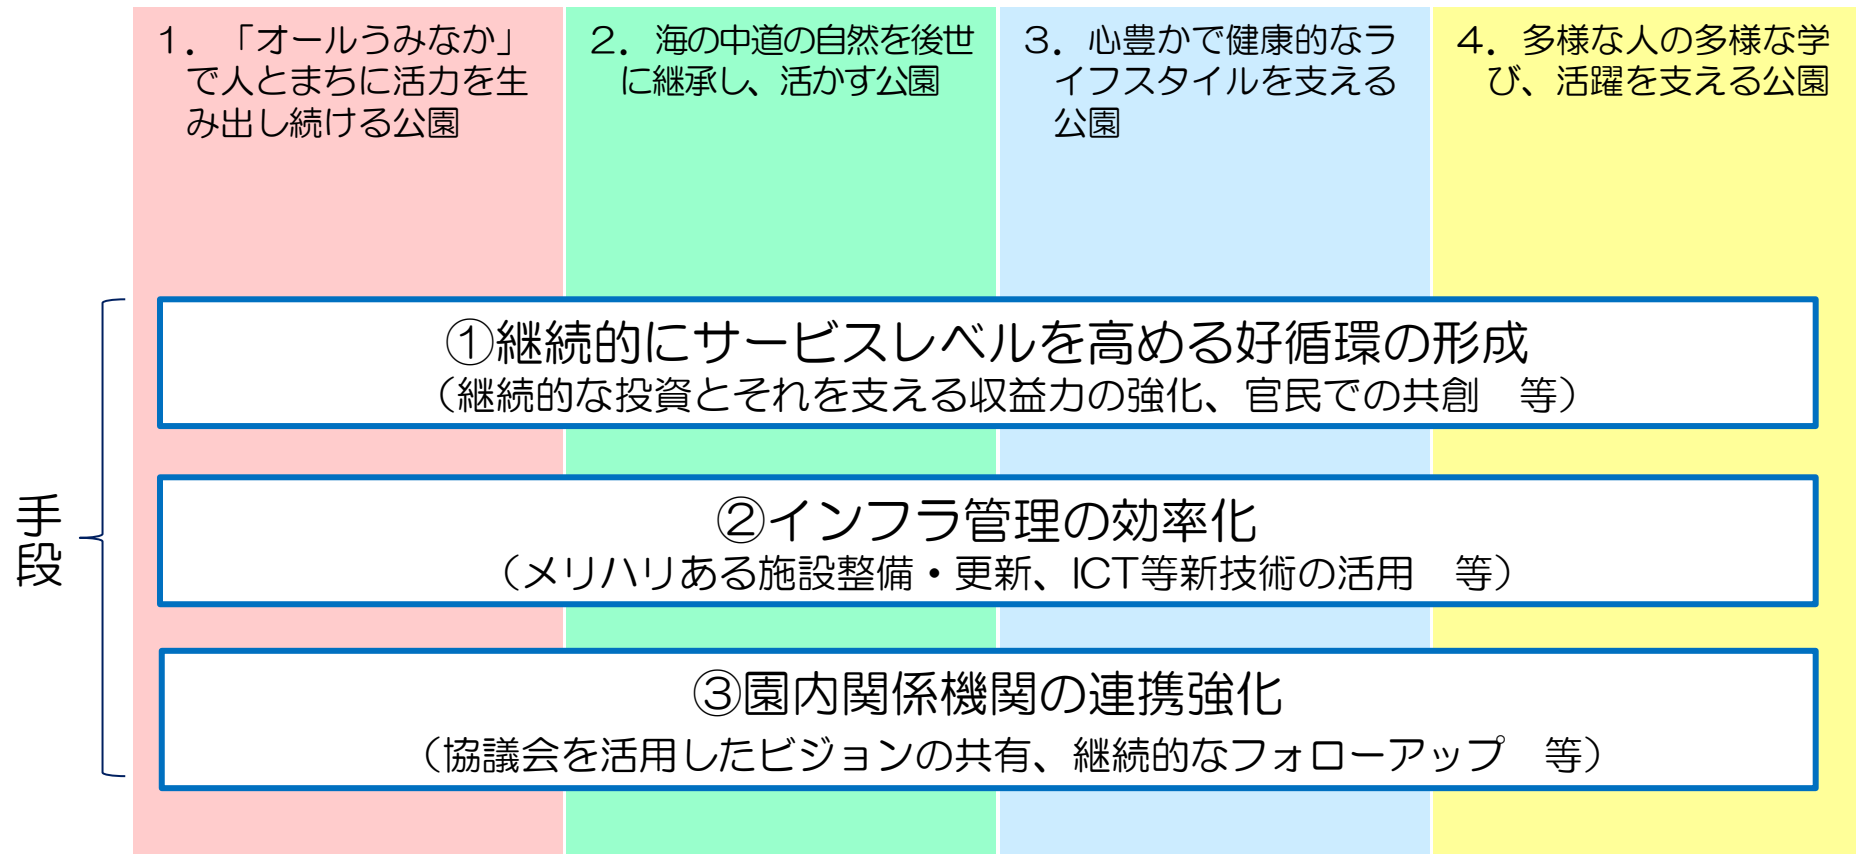 １．「オールうみなか」
で人とまちに活力を生
み出し続ける公園
２．海の中道の自然を後世
に継承し、活かす公園
３．心豊かで健康的なラ
イフスタイルを支える
公園
４．多様な人の多様な学
び、活躍を支える公園
手段
①継続的にサービスレベルを高める好循環の形成
（継続的な投資とそれを支える収益力の強化、官民での共創　等）
②インフラ管理の効率化
（メリハリある施設整備・更新、ICT等新技術の活用　等）
③園内関係機関の連携強化
（協議会を活用したビジョンの共有、継続的なフォローアップ　等）